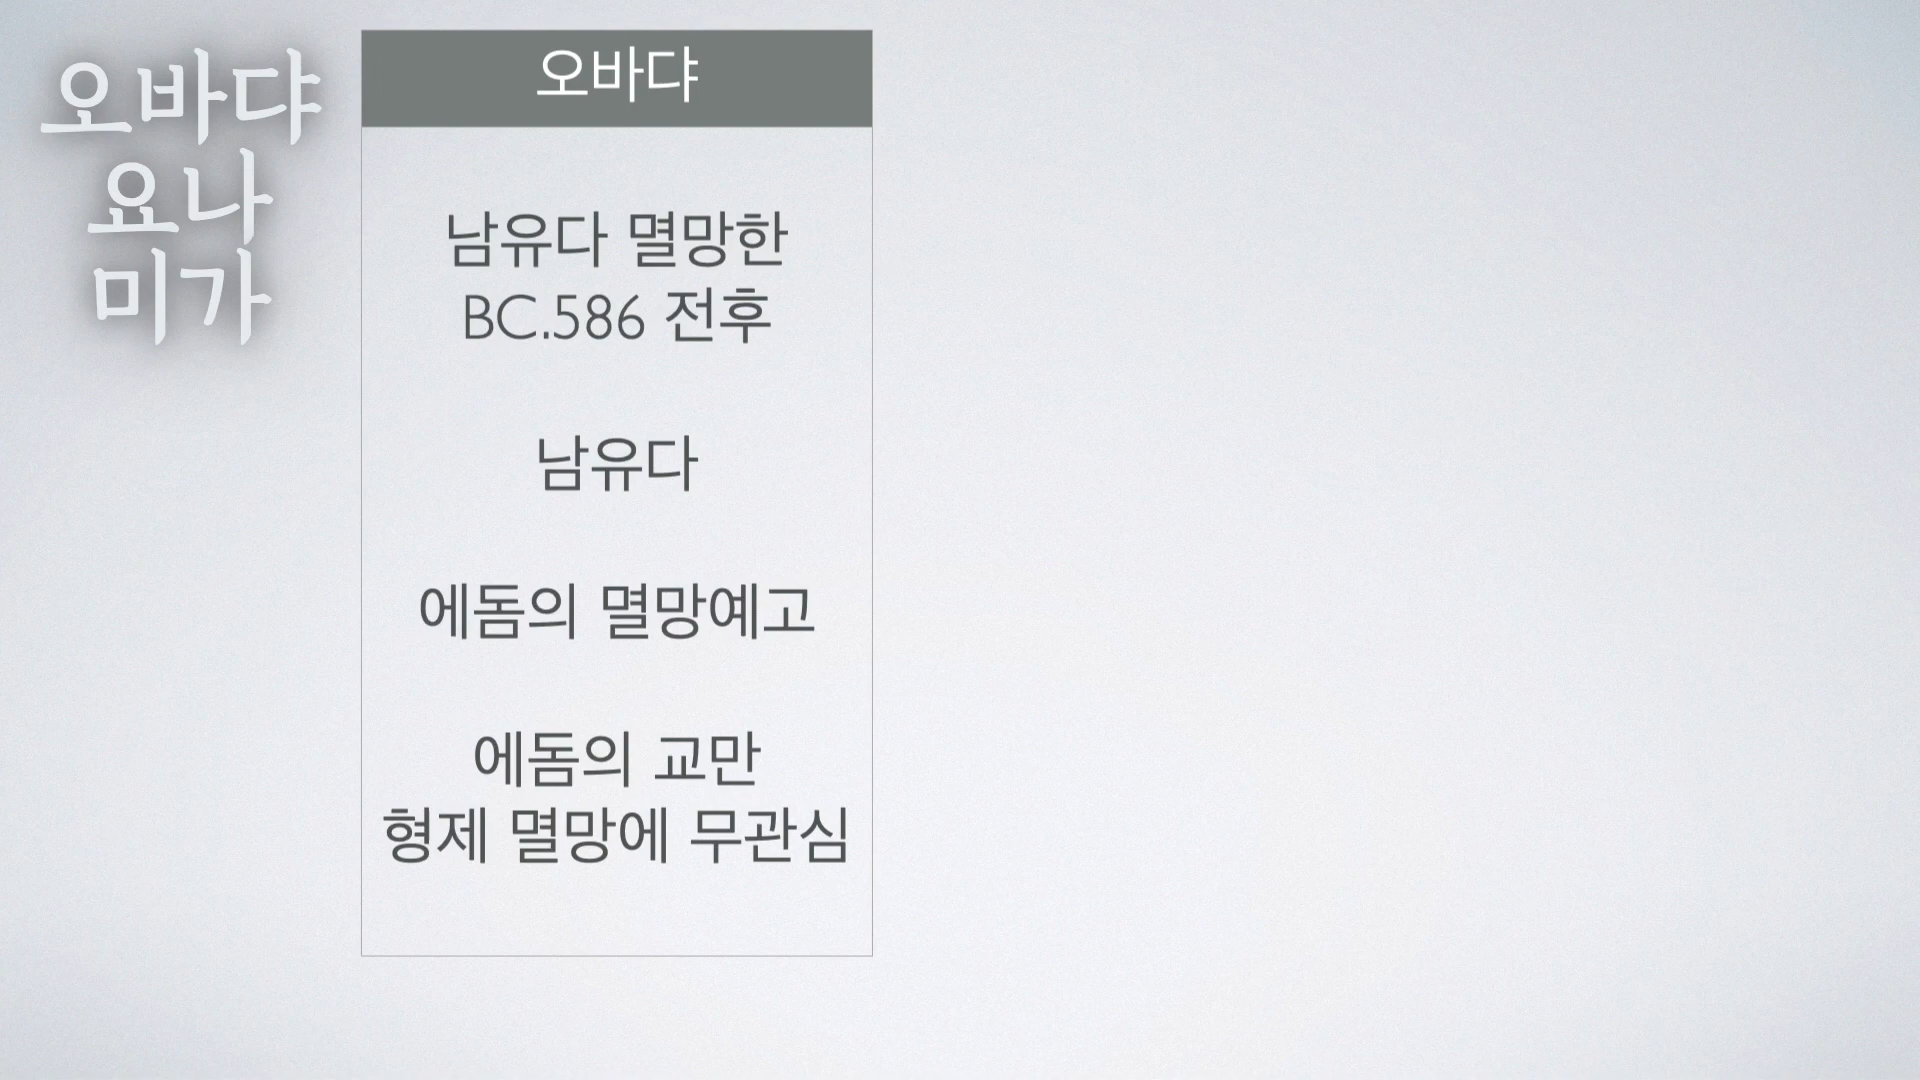 오바댜
요나
미가
오바댜
남유다 멸망한
BC.586 전후
남유다
에돔의 멸망예고
에돔의 교만
형제 멸망에 무관심